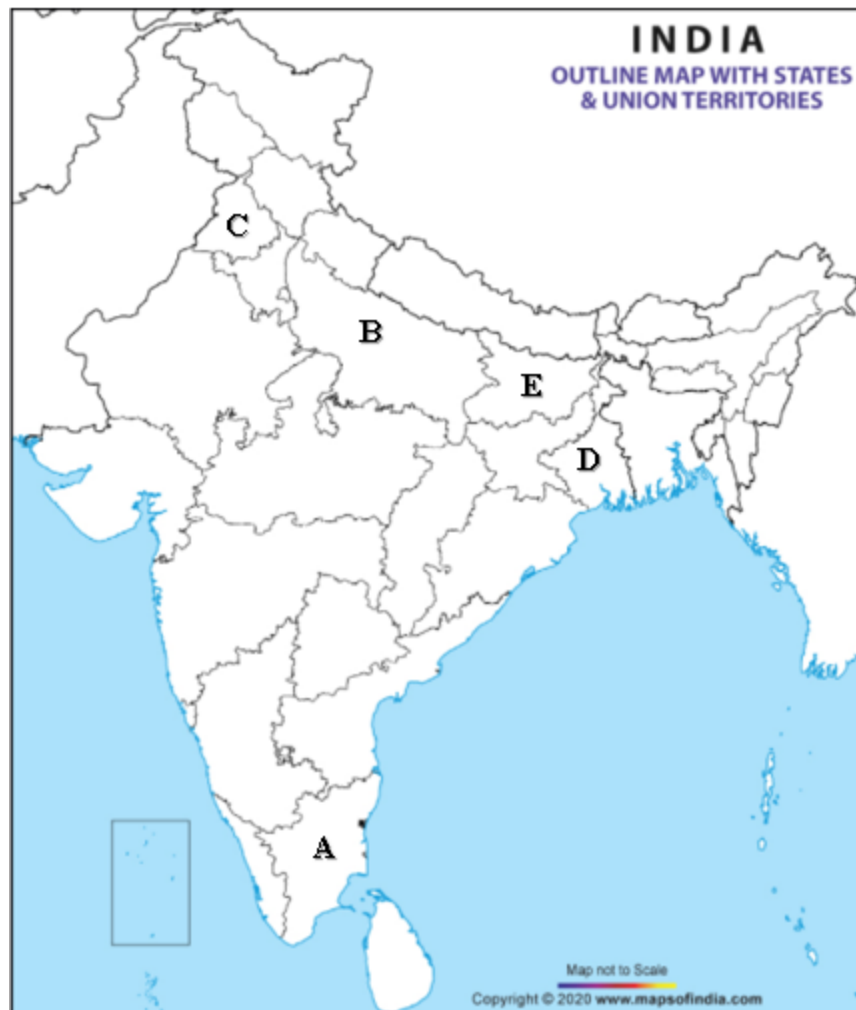 INDIA
OUTLINE MAP WITH STATES
& UNION TERRITORIES
C
B
E
D
A
Map not to Scale
Copyright © 2020 www.mapsofindia.com